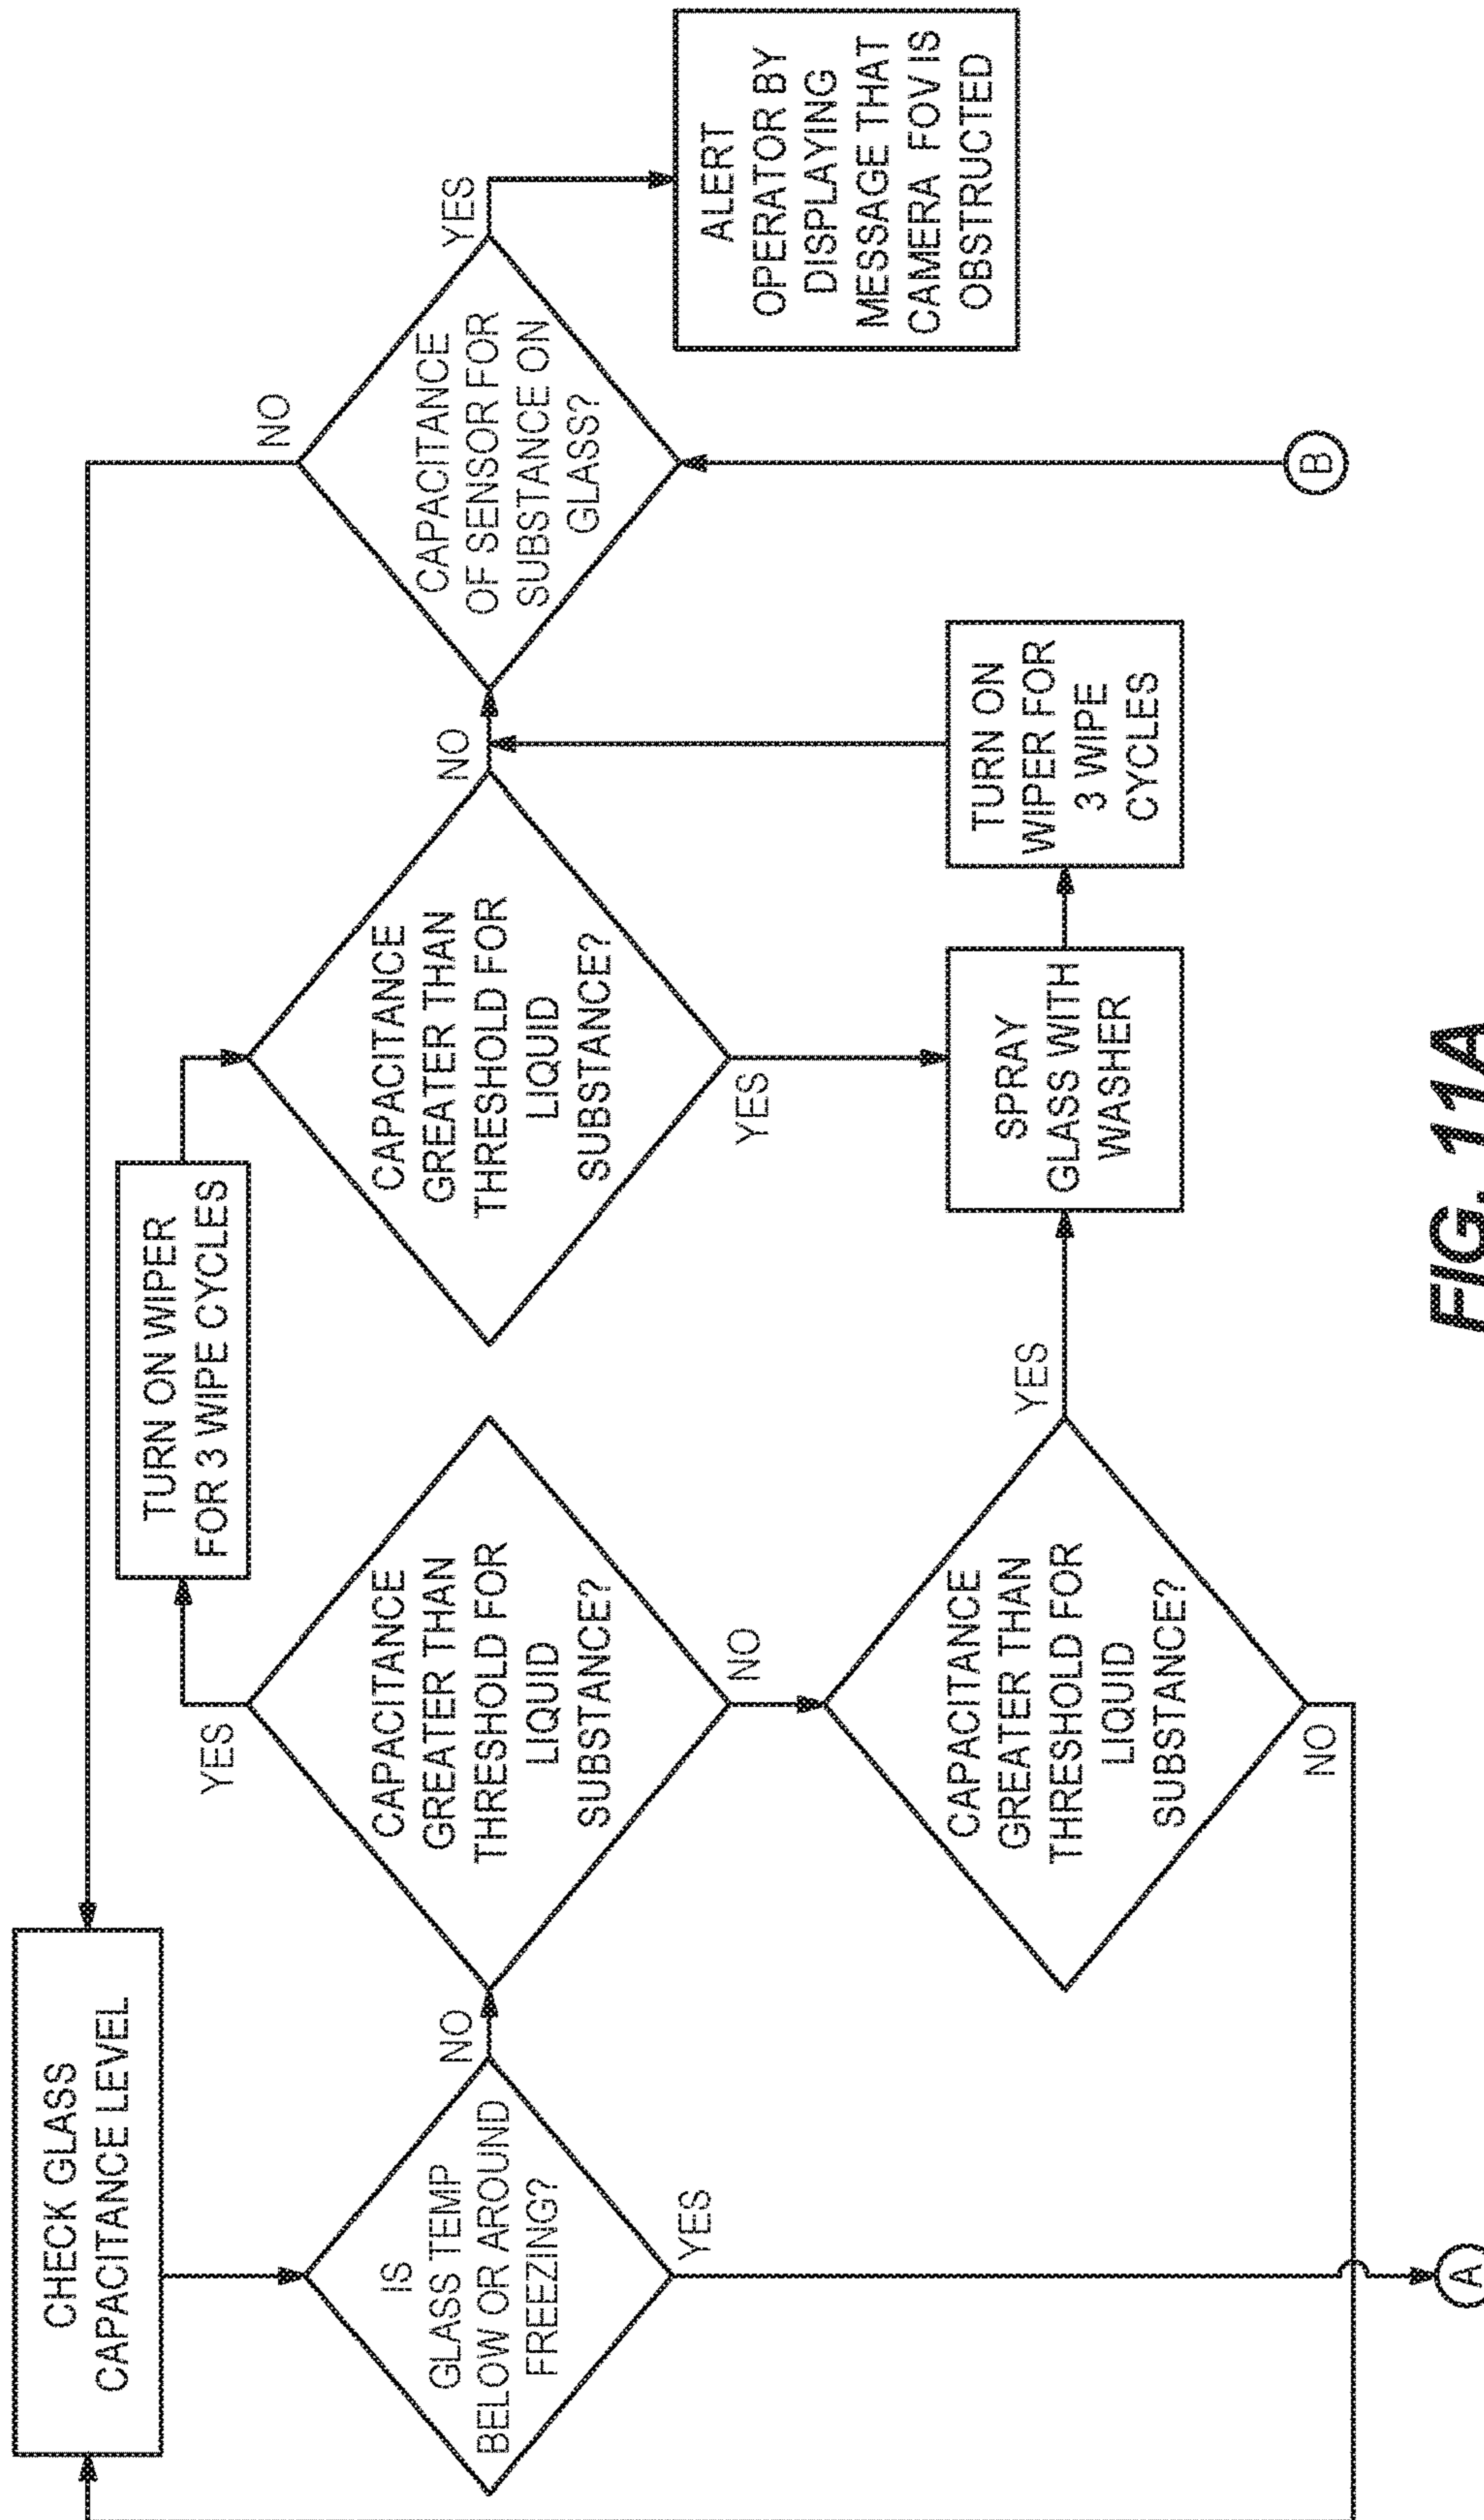 CHECK GLASS
CAPACITANCE LEVEL
IS
GLASS TEMP
BELOW OR AROUND
FREEZING?
NO
YES
A
CAPACITANCE
GREATER THAN
THRESHOLD FOR
LIQUID
SUBSTANCE?
YES
NO
TURN ON WIPER
FOR 3 WIPE CYCLES
CAPACITANCE
GREATER THAN
THRESHOLD FOR
LIQUID
SUBSTANCE?
YES
NO
CAPACITANCE
GREATER THAN
THRESHOLD FOR
LIQUID
SUBSTANCE?
NO
YES
SPRAY
GLASS WITH
WASHER
TURN ON
WIPER FOR
3 WIPE
CYCLES
CAPACITANCE
OF SENSOR FOR
SUBSTANCE ON
GLASS?
NO
YES
B
ALERT
OPERATOR BY
DISPLAYING
MESSAGE THAT
CAMERA FOV IS
OBSTRUCTED
FIG. 11A